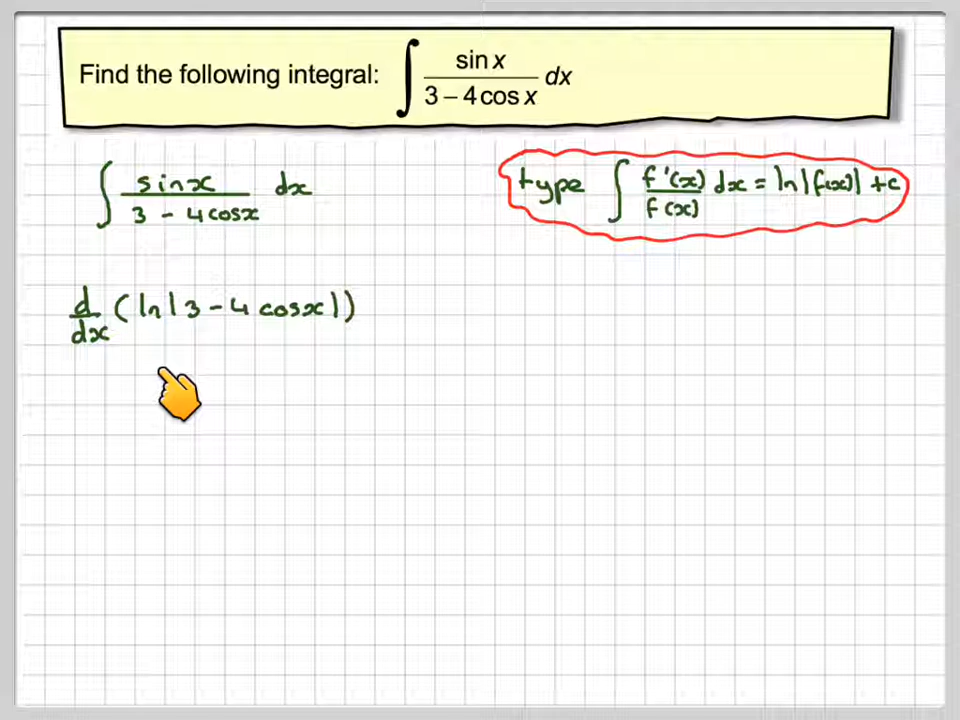 Find the following integral: ∫ sin x / (3 – 4 cos x) dx
∫ sinx / (3 - 4cosx) dx
type ∫ f'(x) / f(x) dx = ln|f(x)| + c
d/dx (ln|3 - 4 cosx|)